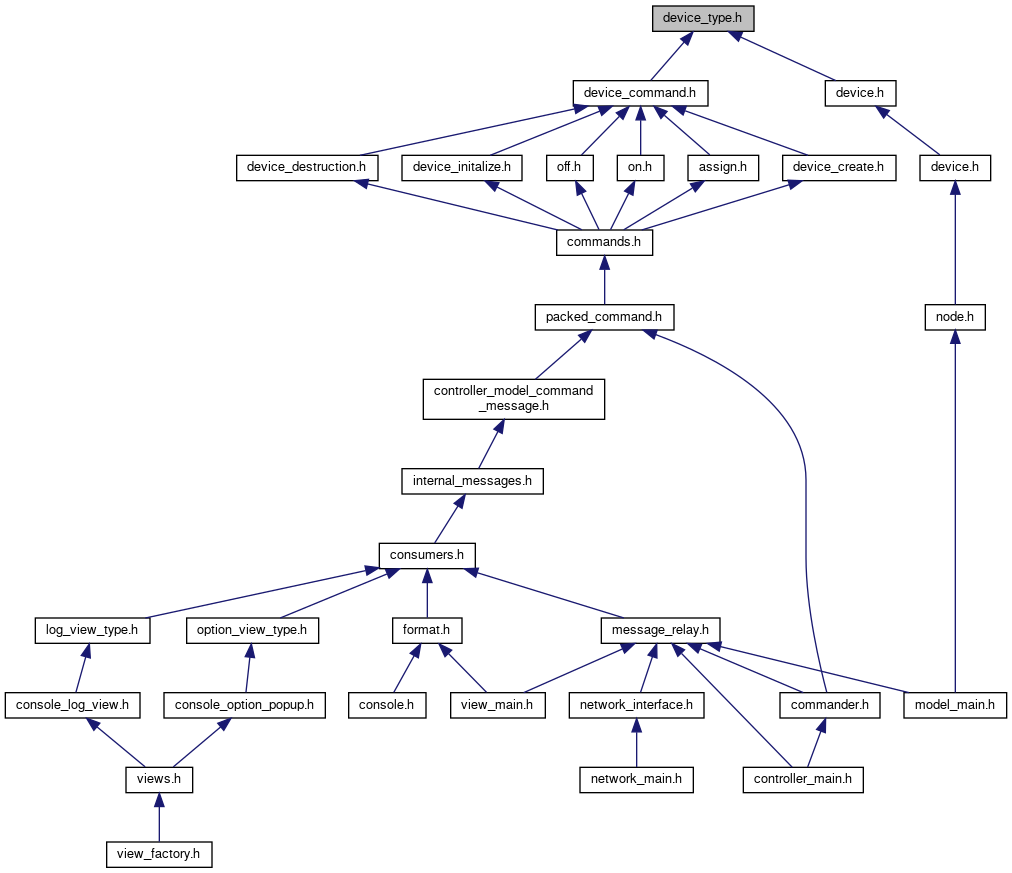 device_type.h
device_command.h
device.h
device_destruction.h
device_initalize.h
off.h
on.h
assign.h
device_create.h
device.h
commands.h
packed_command.h
node.h
controller_model_command
_message.h
internal_messages.h
consumers.h
log_view_type.h
option_view_type.h
format.h
message_relay.h
console_log_view.h
console_option_popup.h
console.h
view_main.h
network_interface.h
commander.h
model_main.h
views.h
network_main.h
controller_main.h
view_factory.h